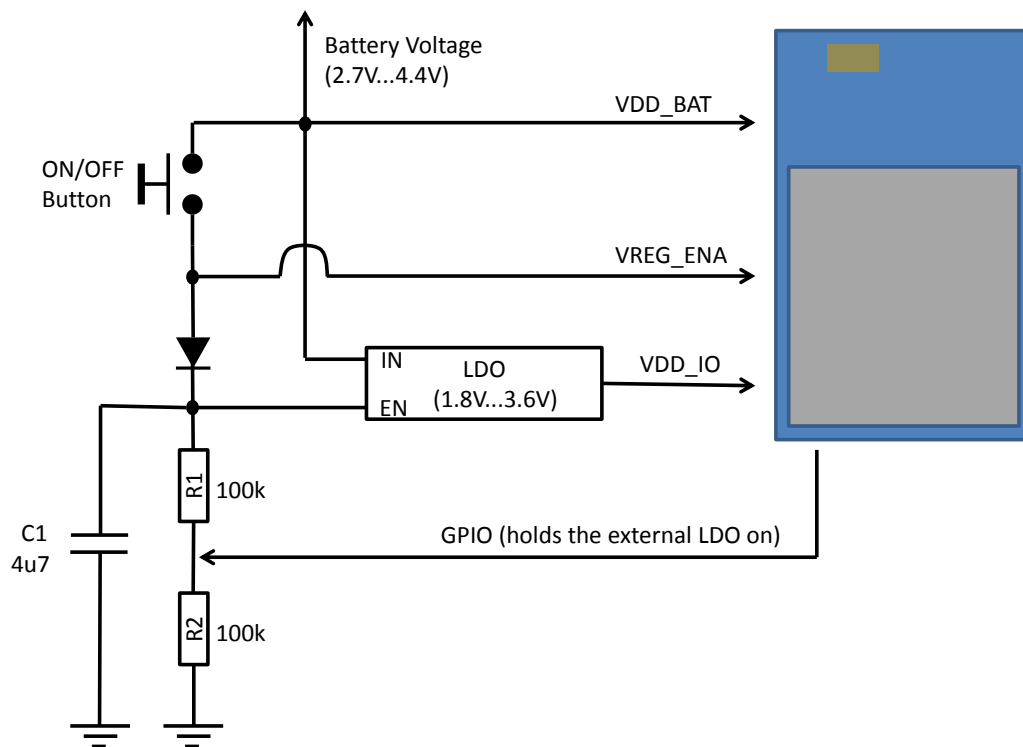 Battery Voltage
(2.7V...4.4V)
VDD_BAT
ON/OFF
Button
VREG_ENA
IN
LDO
VDD_IO
EN
(1.8V...3.6V)
R1
100k
C1
4u7
GPIO (holds the external LDO on)
R2
100k